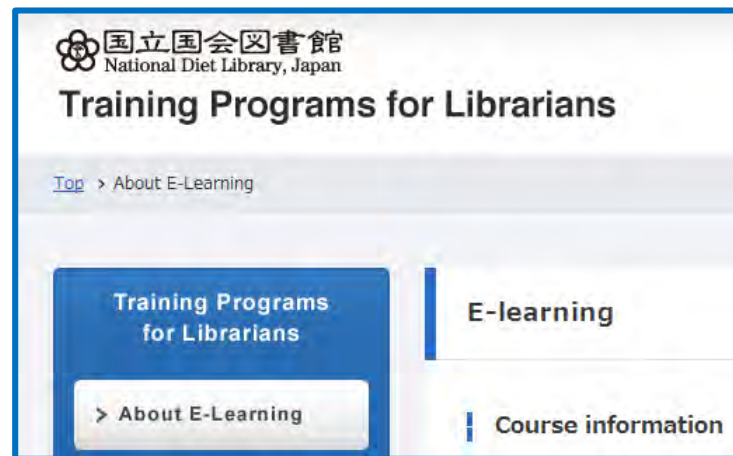 国立国会図書館
National Diet Library, Japan
Training Programs for Librarians
Top > About E-Learning
Training Programs
for Librarians
> About E-Learning
E-learning
Course information